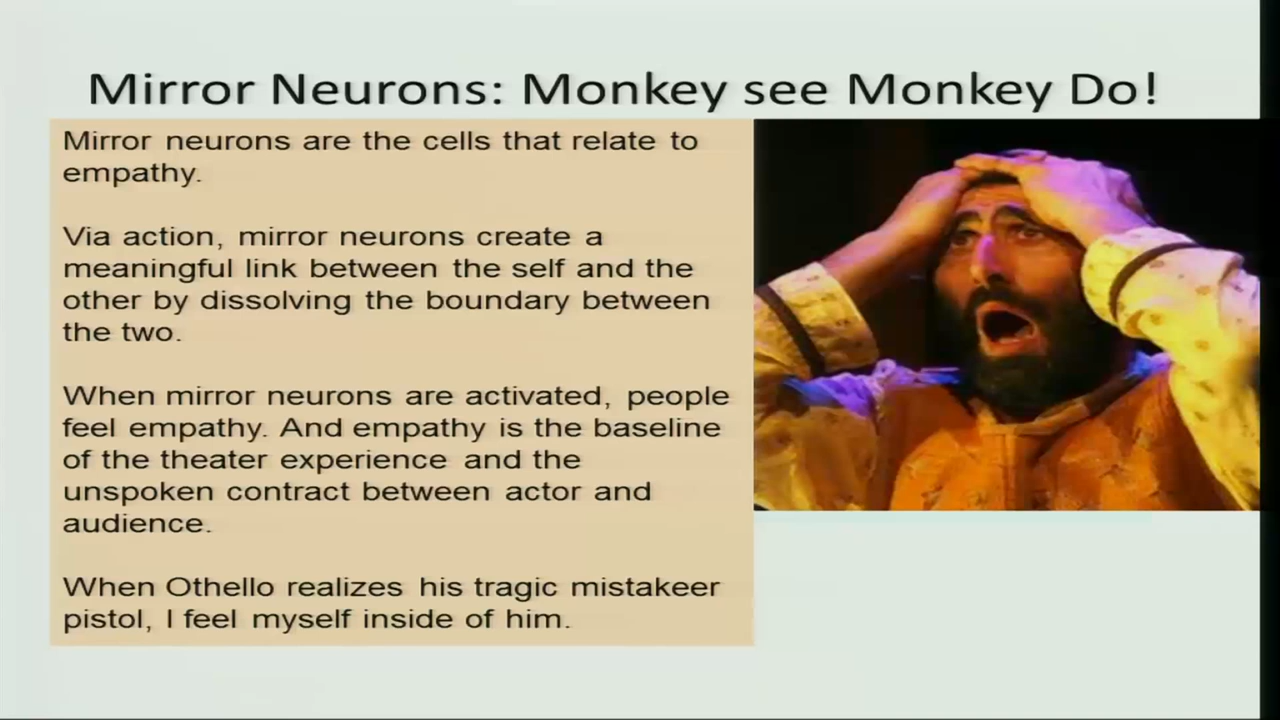 Mirror Neurons: Monkey see Monkey Do!
Mirror neurons are the cells that relate to
empathy.
Via action, mirror neurons create a
meaningful link between the self and the
other by dissolving the boundary between
the two.
When mirror neurons are activated, people
feel empathy. And empathy is the baseline
of the theater experience and the
unspoken contract between actor and
audience.
When Othello realizes his tragic mistakeer
pistol, I feel myself inside of him.